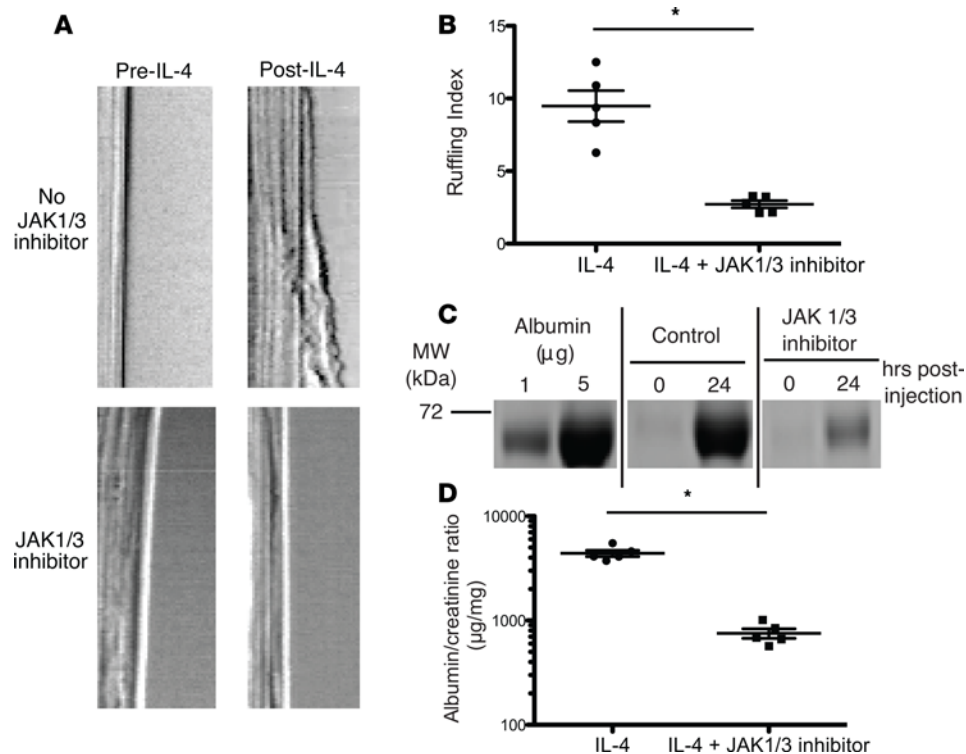 A
Pre-IL-4 Post-IL-4
No
JAK1/3
inhibitor
JAK1/3
inhibitor
B
*
15
10
5
0
Ruffling Index
IL-4 IL-4 + JAK1/3 inhibitor
C
Albumin
(µg)
Control
JAK 1/3
inhibitor
MW
(kDa)
1 5 0 24 0 24
hrs post-
injection
72
D
*
10000
1000
100
Albumin/creatinine ratio
(µg/mg)
IL-4 IL-4 + JAK1/3 inhibitor